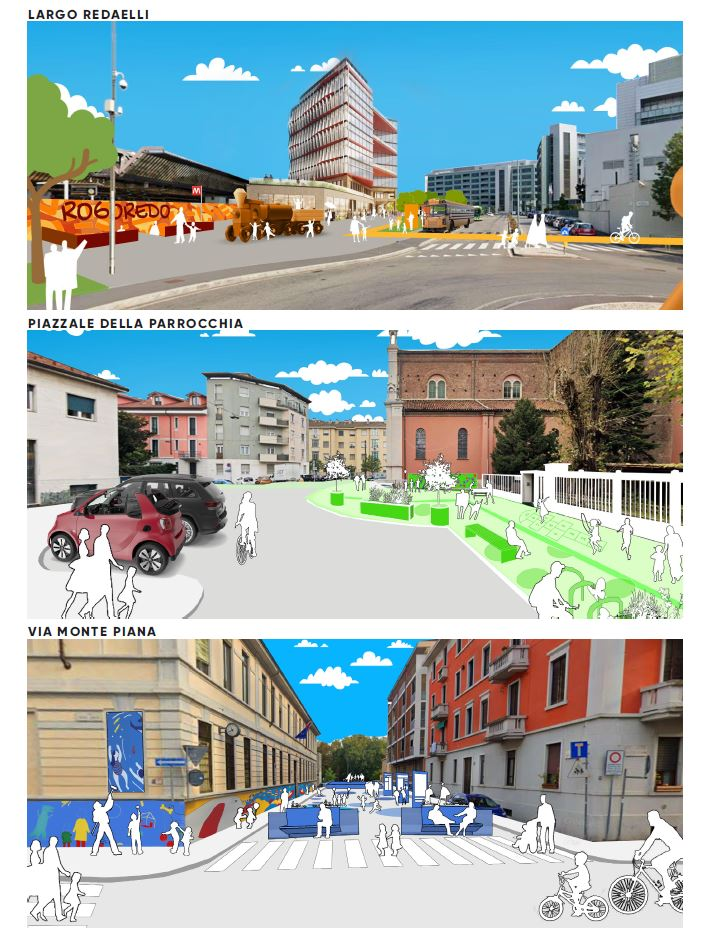 LARGO REDAELLI
M
ROGOREDO
PIAZZALE DELLA PARROCCHIA
VIA MONTE PIANA
T